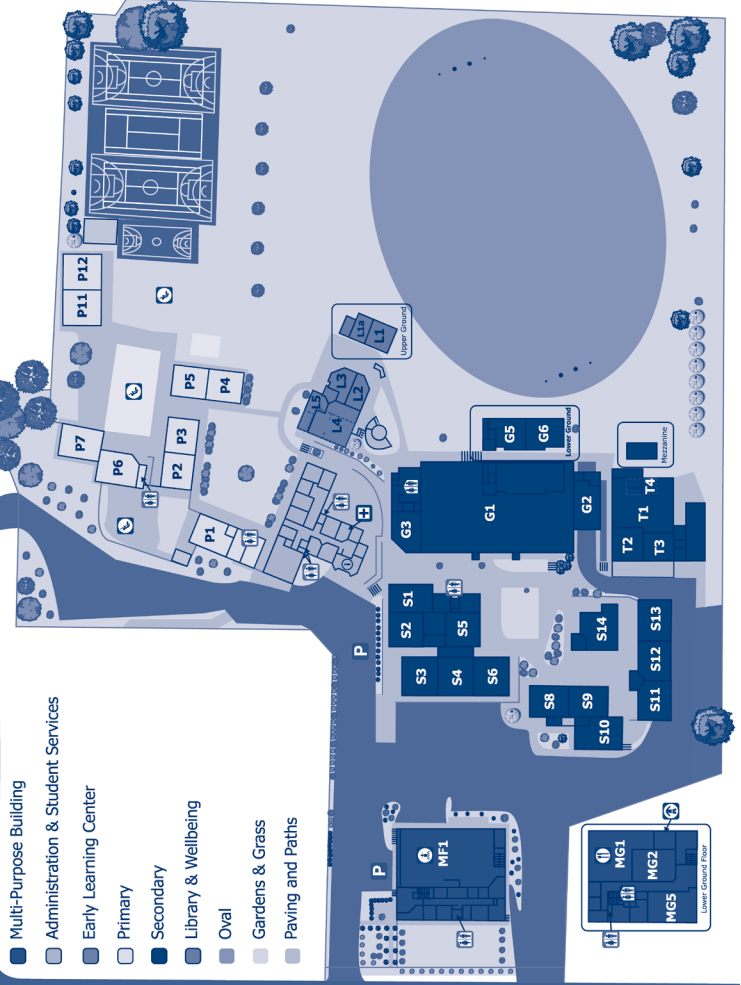 Multi-Purpose Building
Administration & Student Services
Early Learning Center
Primary
Secondary
Library & Wellbeing
Oval
Gardens & Grass
Paving and Paths
P12
P11
P7
P6
P5
P4
P3
P2
P1
L1a
L1
Upper Ground
L5
L3
L2
L4
G5
G6
Lower Ground
Mezzanine
G3
G1
G2
T4
T1
T2
T3
S1
S2
S5
S3
S4
S6
S14
S13
S12
S11
S8
S9
S10
P
P
MF1
MG1
MG2
MG5
Lower Ground Floor